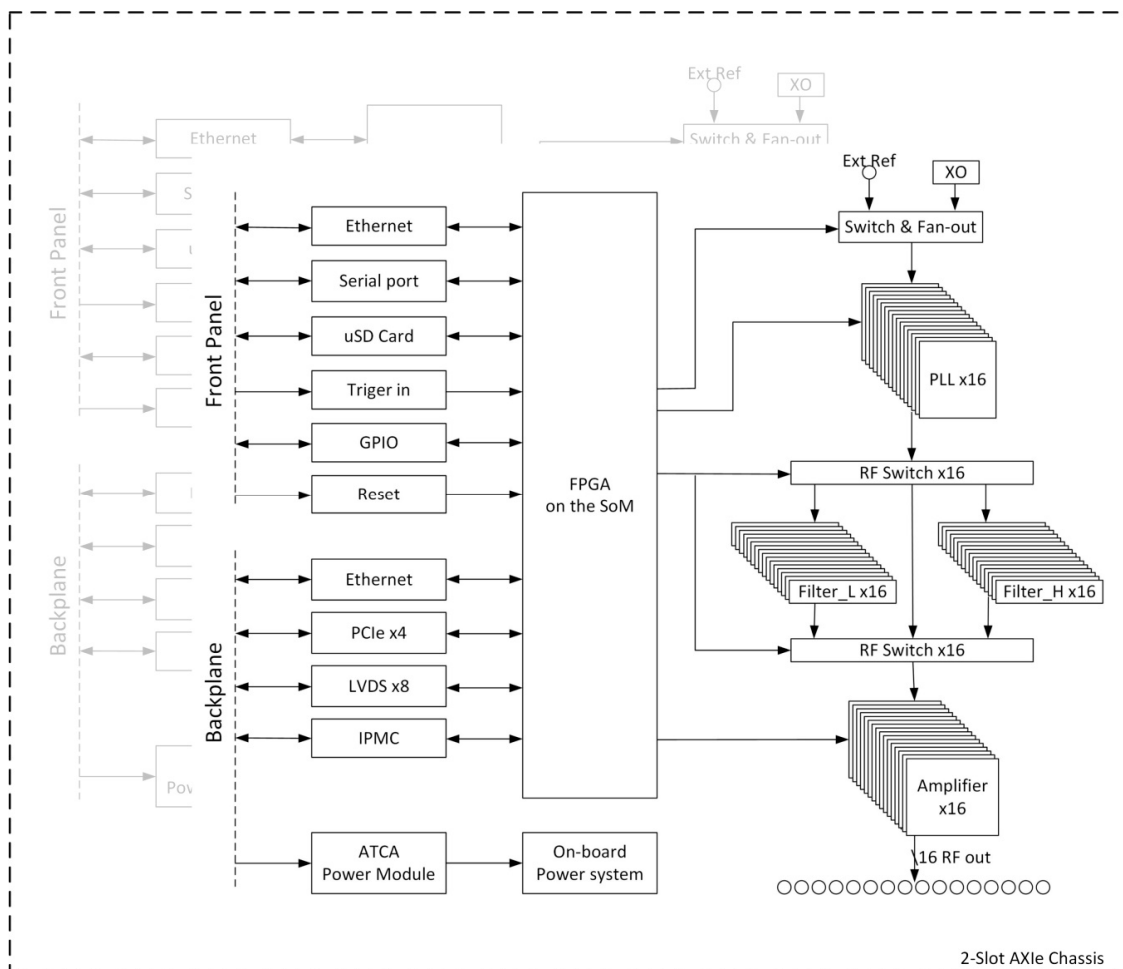 Ext Ref
XO
Ethernet
Switch & Fan-out
Front Panel
Backplane
Ext Ref
XO
Switch & Fan-out
Front Panel
Ethernet
Serial port
uSD Card
Triger in
GPIO
Reset
FPGA
on the SoM
PLL x16
RF Switch x16
Filter_L x16
Filter_H x16
RF Switch x16
Backplane
Ethernet
PCIe x4
LVDS x8
IPMC
Amplifier
x16
ATCA
Power Module
On-board
Power system
16 RF out
2-Slot AXIe Chassis